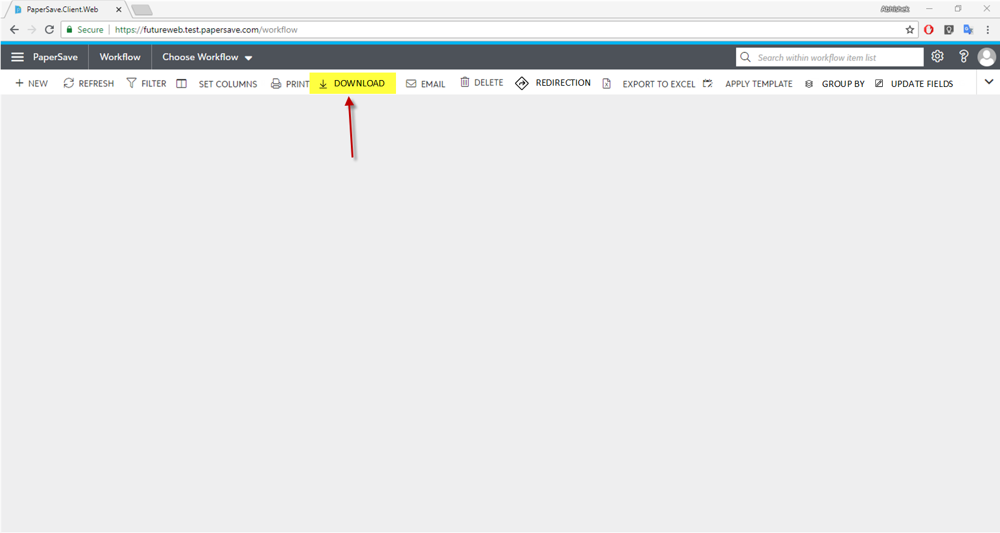 PaperSave.Client.Web
Abhishek
Secure https://futureweb.test.papersave.com/workflow
PaperSave Workflow Choose Workflow Search within workflow item list
NEW REFRESH FILTER SET COLUMNS PRINT DOWNLOAD EMAIL DELETE REDIRECTION EXPORT TO EXCEL APPLY TEMPLATE GROUP BY UPDATE FIELDS